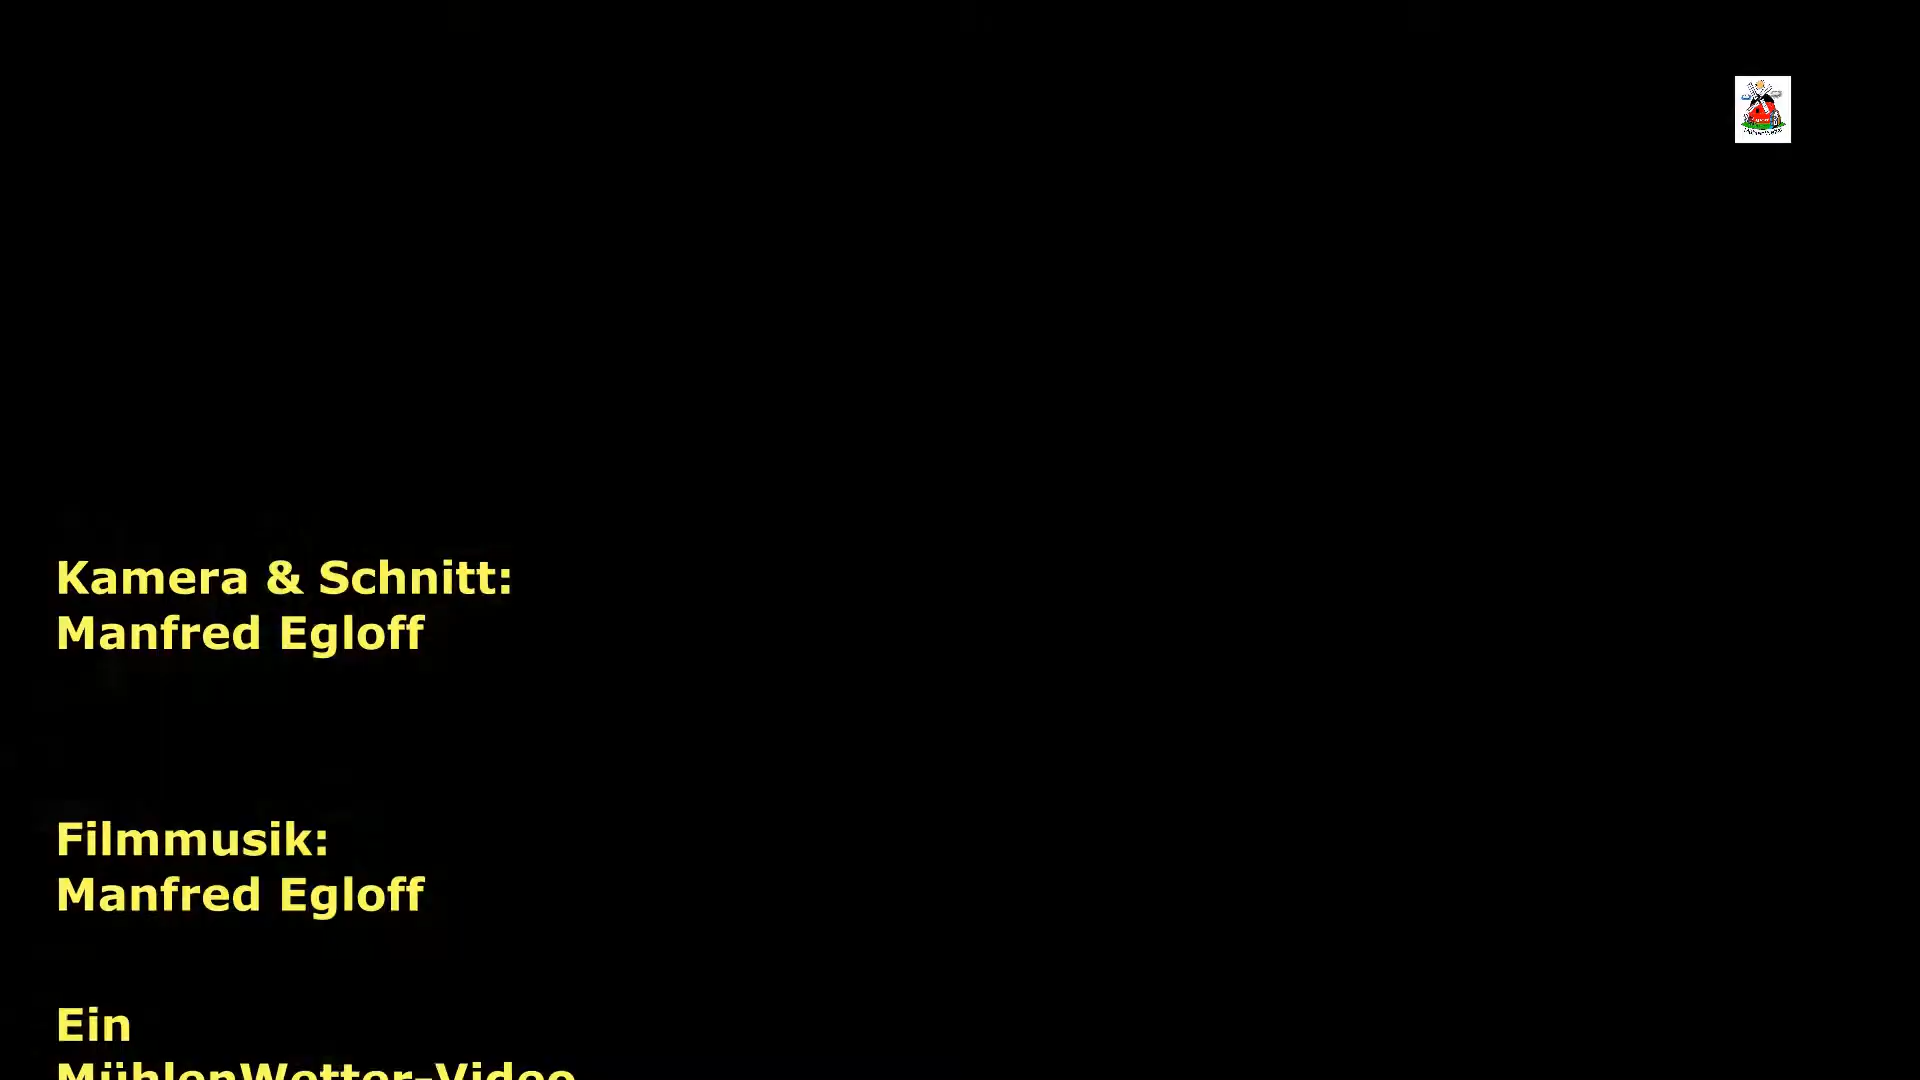 Kamera & Schnitt:
Manfred Egloff
Filmmusik:
Manfred Egloff
Ein
MühlenWetter-Video